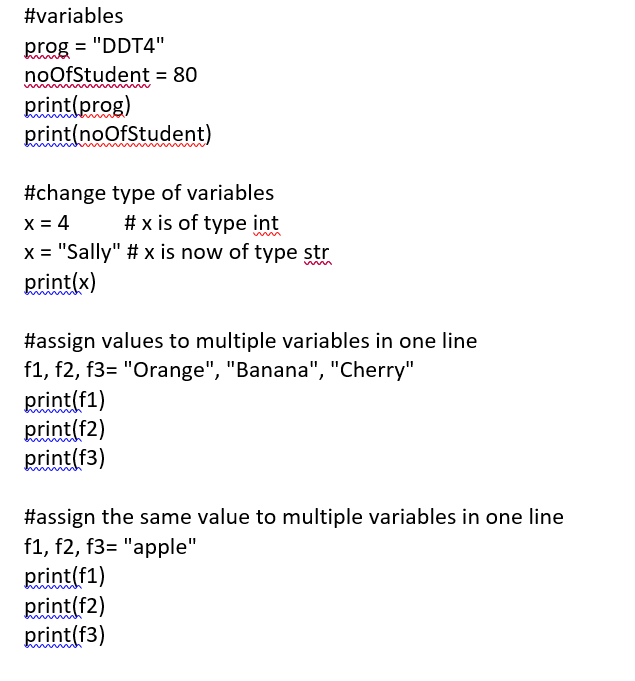 #variables
prog = "DDT4"
noOfStudent = 80
print(prog)
print(noOfStudent)
#change type of variables
x = 4 # x is of type int
x = "Sally" # x is now of type str
print(x)
#assign values to multiple variables in one line
f1, f2, f3= "Orange", "Banana", "Cherry"
print(f1)
print(f2)
print(f3)
#assign the same value to multiple variables in one line
f1, f2, f3= "apple"
print(f1)
print(f2)
print(f3)